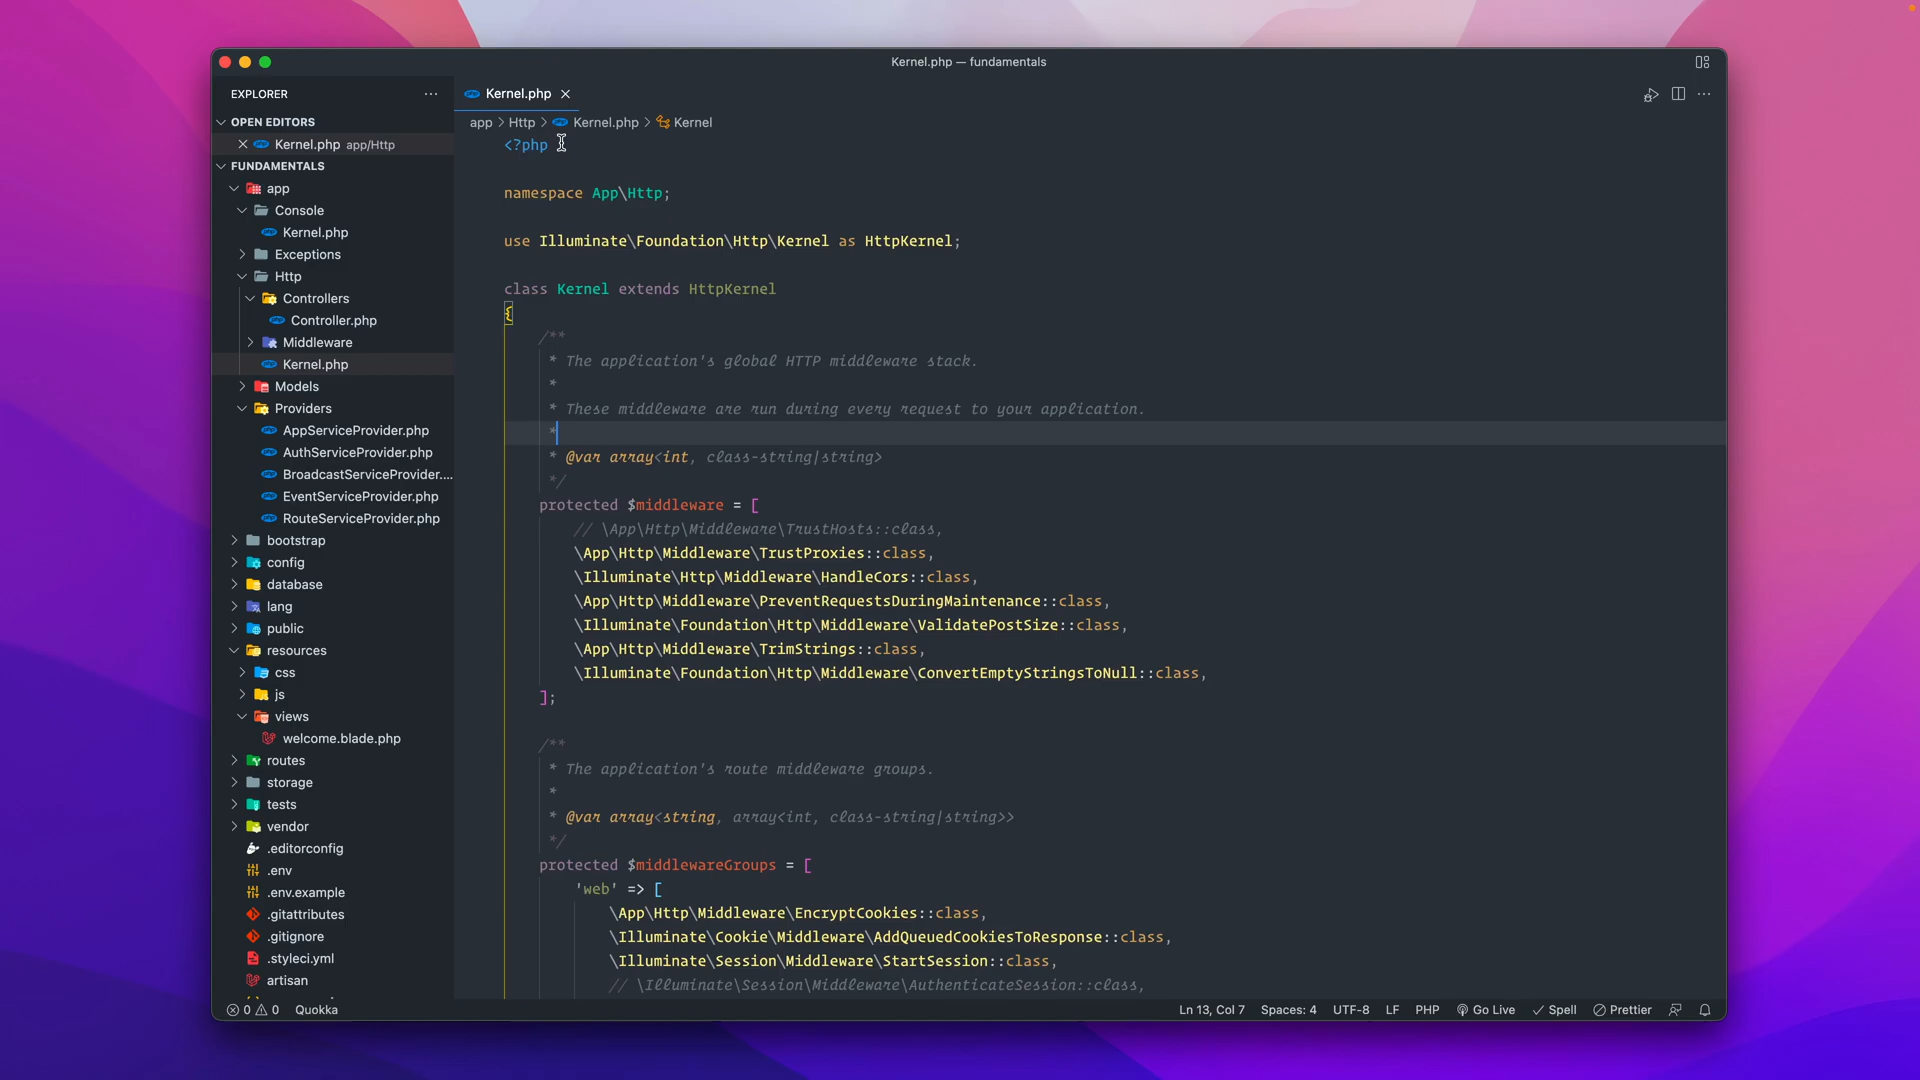 Kernel.php — fundamentals
EXPLORER
OPEN EDITORS
Kernel.php app/Http
FUNDAMENTALS
app
Console
Kernel.php
Exceptions
Http
Controllers
Controller.php
Middleware
Kernel.php
Models
Providers
AppServiceProvider.php
AuthServiceProvider.php
BroadcastServiceProvider....
EventServiceProvider.php
RouteServiceProvider.php
bootstrap
config
database
lang
public
resources
css
js
views
welcome.blade.php
routes
storage
tests
vendor
.editorconfig
.env
.env.example
.gitattributes
.gitignore
.styleci.yml
artisan
Kernel.php
app > Http > Kernel.php > Kernel
<?php
namespace App\Http;
use Illuminate\Foundation\Http\Kernel as HttpKernel;
class Kernel extends HttpKernel
{
/**
* The application's global HTTP middleware stack.
*
* These middleware are run during every request to your application.
*
* @var array<int, class-string|string>
*/
protected $middleware = [
// \App\Http\Middleware\TrustHosts::class,
\App\Http\Middleware\TrustProxies::class,
\Illuminate\Http\Middleware\HandleCors::class,
\App\Http\Middleware\PreventRequestsDuringMaintenance::class,
\Illuminate\Foundation\Http\Middleware\ValidatePostSize::class,
\App\Http\Middleware\TrimStrings::class,
\Illuminate\Foundation\Http\Middleware\ConvertEmptyStringsToNull::class,
];
/**
* The application's route middleware groups.
*
* @var array<string, array<int, class-string|string>>
*/
protected $middlewareGroups = [
'web' => [
\App\Http\Middleware\EncryptCookies::class,
\Illuminate\Cookie\Middleware\AddQueuedCookiesToResponse::class,
\Illuminate\Session\Middleware\StartSession::class,
// \Illuminate\Session\Middleware\AuthenticateSession::class,
0 0 Quokka
Ln 13, Col 7 Spaces: 4 UTF-8 LF PHP Go Live Spell Prettier